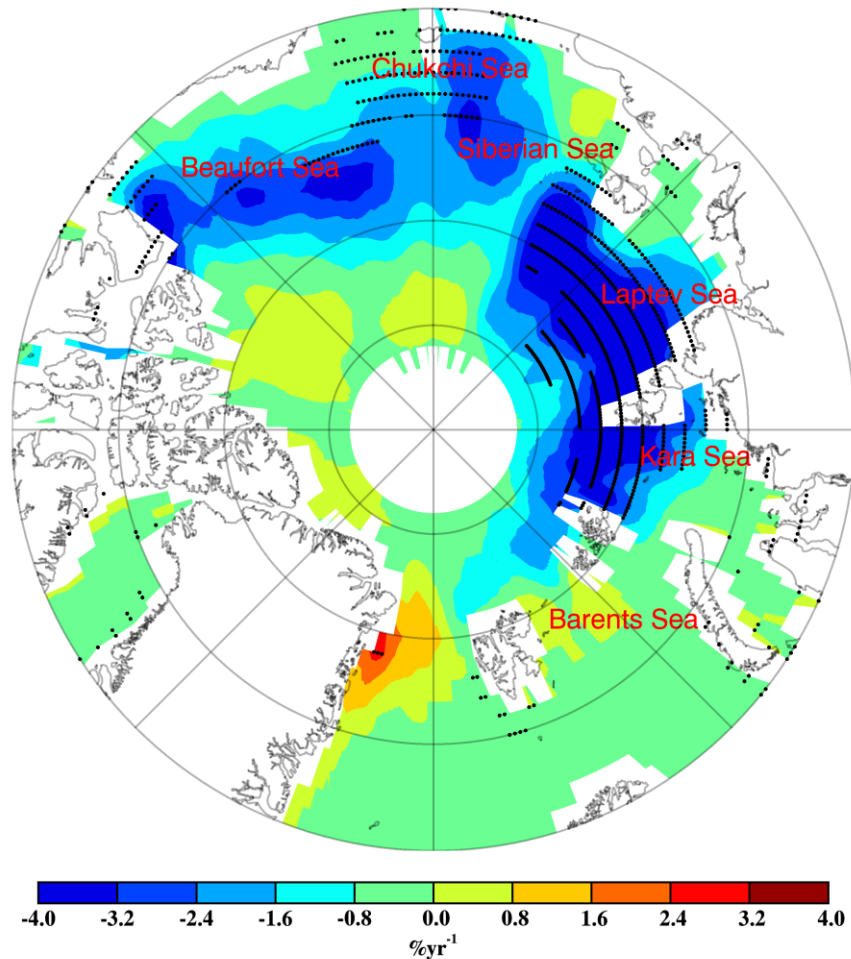 Chukchi Sea
Siberian Sea
Beaufort Sea
Laptev Sea
Kara Sea
Barents Sea
-4.0 -3.2 -2.4 -1.6 -0.8 0.0 0.8 1.6 2.4 3.2 4.0
%yr⁻¹